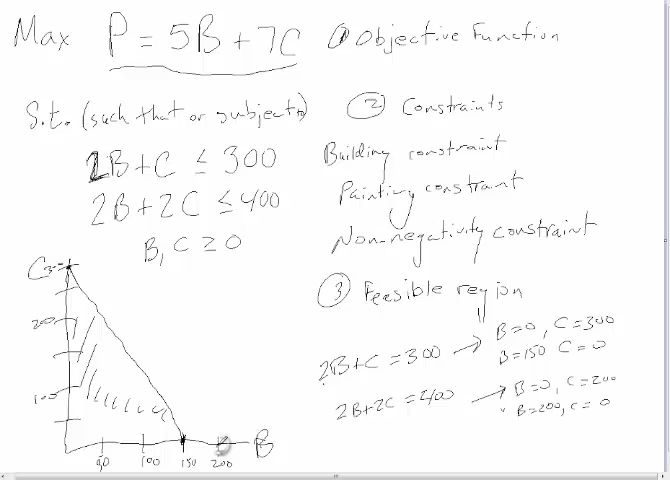 Max P = 5B + 7C ① Objective Function
S.t. (such that or subject to) ② Constraints
2B + C ≤ 300 Building constraint
2B + 2C ≤ 400 Painting constraint
B, C ≥ 0 Non-negativity constraint
③ Feasible region
2B + C = 300 → B=0, C=300
B=150 C=0
2B + 2C = 400 → B=0, C=200
B=200, C=0
C
200
100
50 100 150 200 B